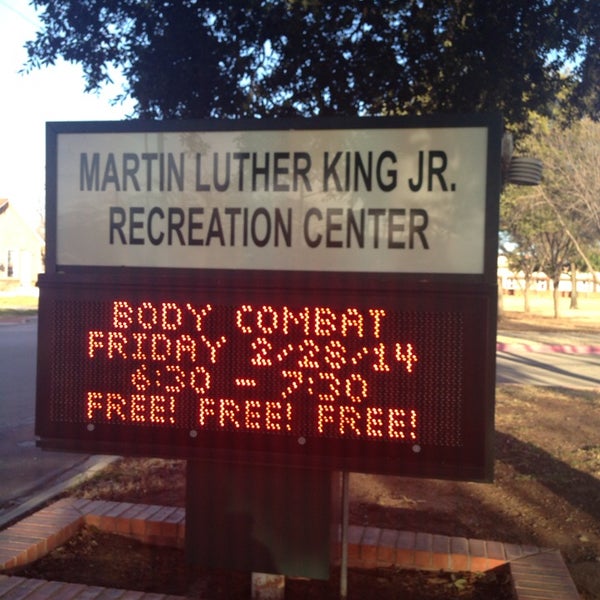 MARTIN LUTHER KING JR.
RECREATION CENTER
BODY COMBAT
FRIDAY 2/28/14
6:30 - 7:30
FREE! FREE! FREE!